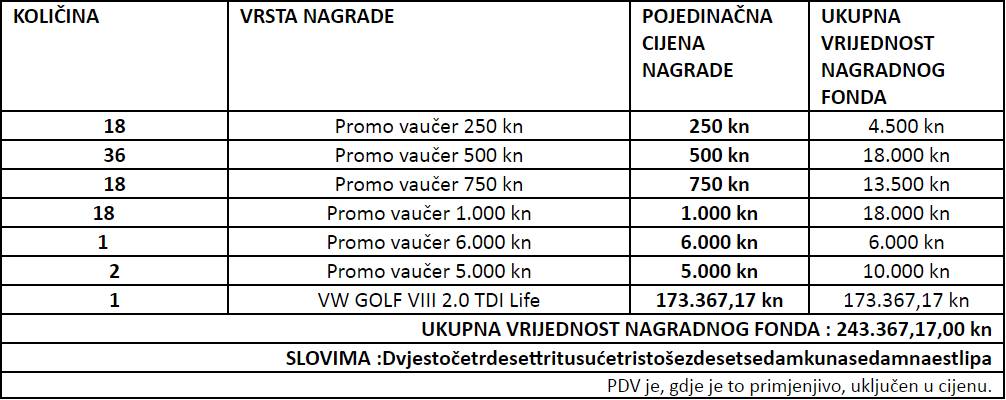 KOLIČINA VRSTA NAGRADE POJEDINAČNA CIJENA NAGRADE UKUPNA VRIJEDNOST NAGRADNOG FONDA
18 Promo vaučer 250 kn 250 kn 4.500 kn
36 Promo vaučer 500 kn 500 kn 18.000 kn
18 Promo vaučer 750 kn 750 kn 13.500 kn
18 Promo vaučer 1.000 kn 1.000 kn 18.000 kn
1 Promo vaučer 6.000 kn 6.000 kn 6.000 kn
2 Promo vaučer 5.000 kn 5.000 kn 10.000 kn
1 VW GOLF VIII 2.0 TDI Life 173.367,17 kn 173.367,17 kn
UKUPNA VRIJEDNOST NAGRADNOG FONDA : 243.367,17,00 kn
SLOVIMA :Dvjestočetrdesettritusućetristošezdesetsedamkunasedamnaestlipa
PDV je, gdje je to primjenjivo, uključen u cijenu.